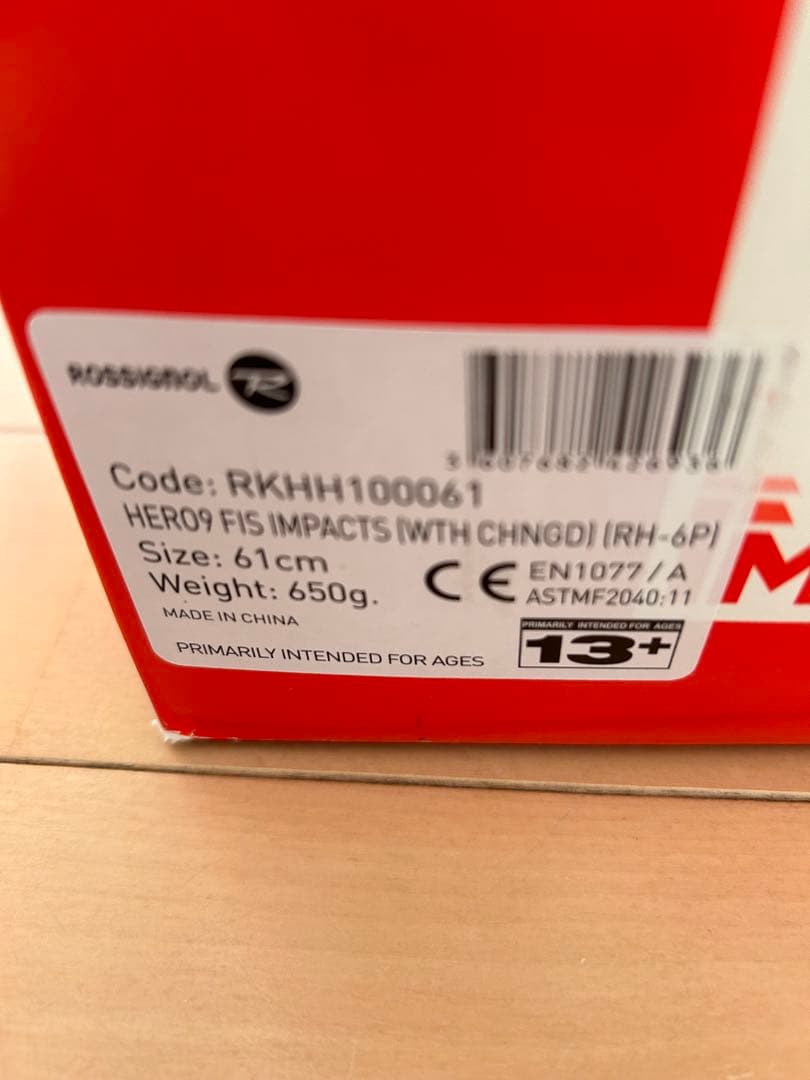 ROSSIGNOL
R
Code: RKHH100061
HERO9 FIS IMPACTS (WTH CHNGD) (RH-6P)
Size: 61cm
Weight: 650g.
CE EN1077/A
ASTMF2040:11
MADE IN CHINA
PRIMARILY INTENDED FOR AGES
PRIMARILY INTENDED FOR AGES
13+
M